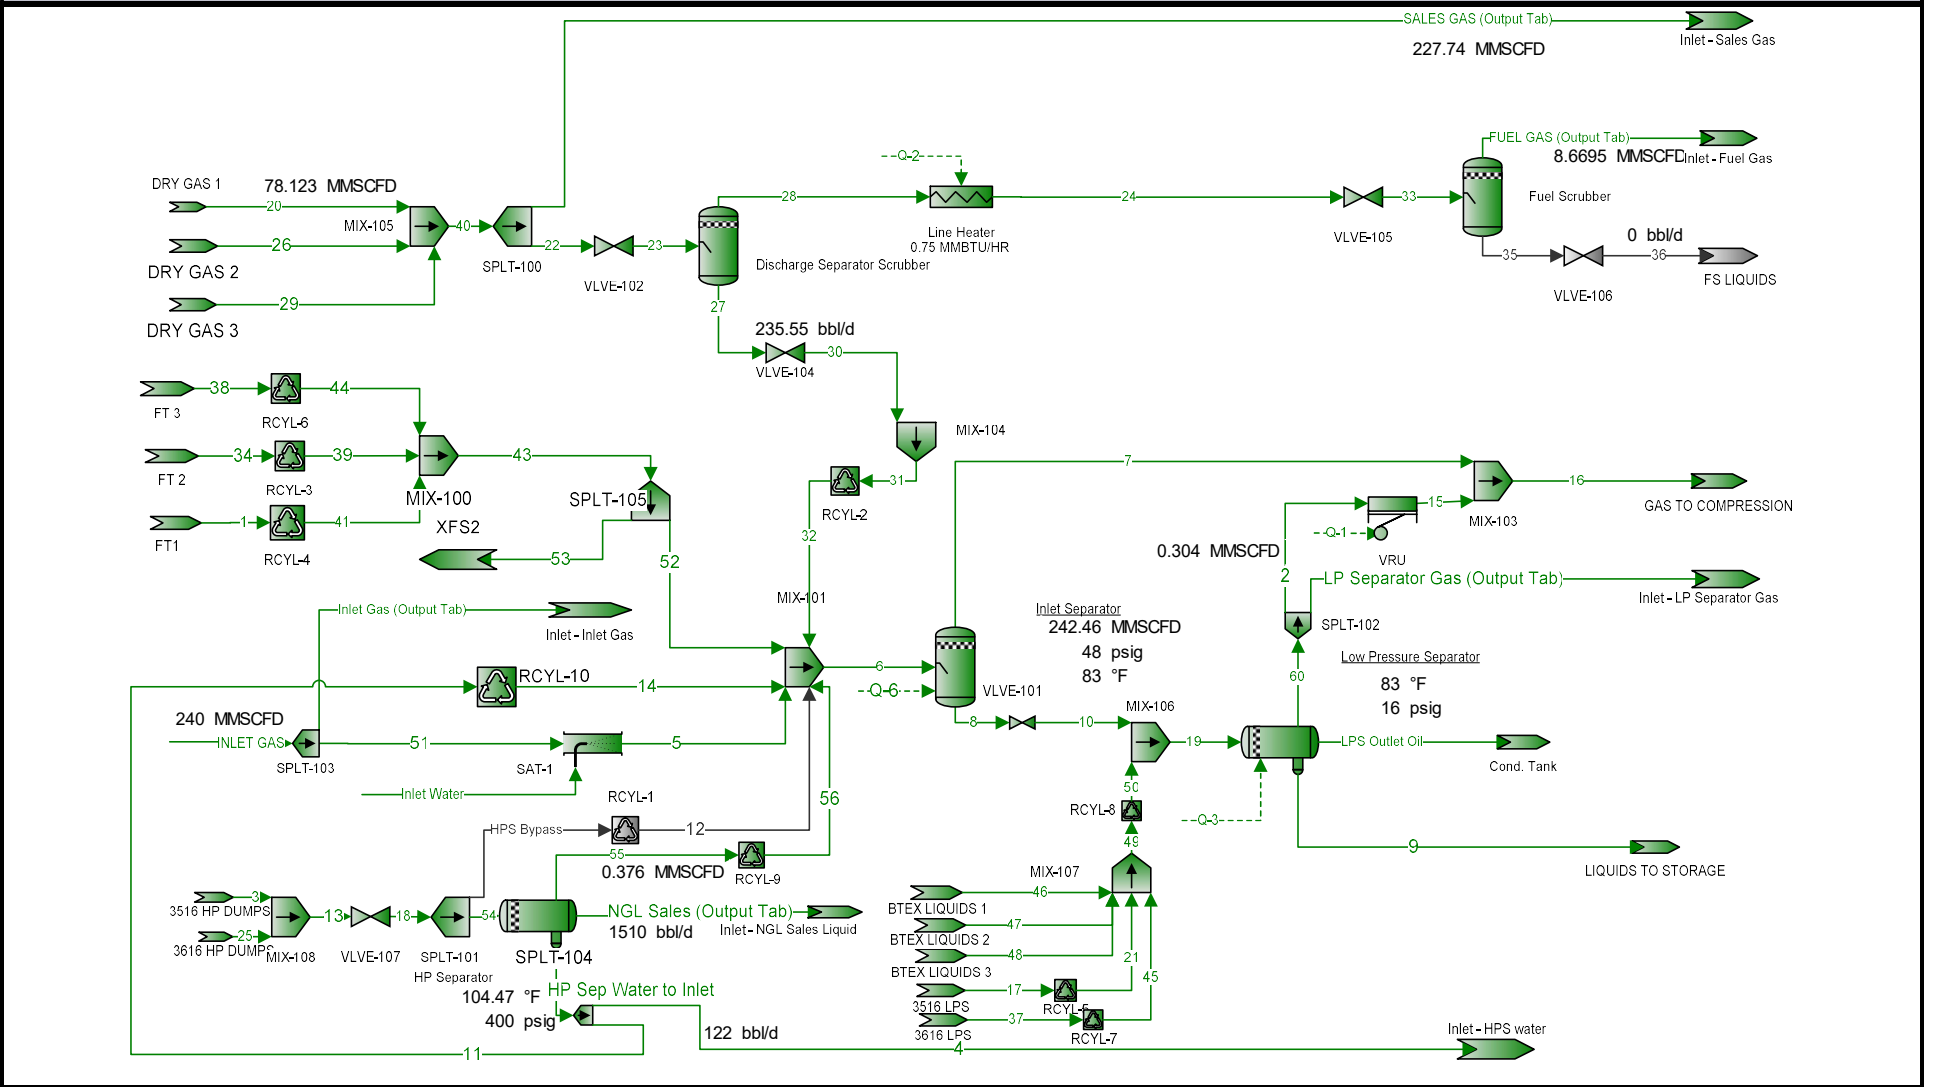 SALES GAS (Output Tab)
227.74 MMSCFD
Inlet - Sales Gas
FUEL GAS (Output Tab)
8.6695 MMSCFD
Inlet - Fuel Gas
Q-2
DRY GAS 1
78.123 MMSCFD
20
MIX-105
40
28
24
33
Fuel Scrubber
Line Heater
0.75 MMBTU/HR
VLVE-105
26
22
23
DRY GAS 2
SPLT-100
Discharge Separator Scrubber
VLVE-102
0 bbl/d
35
36
FS LIQUIDS
VLVE-106
29
27
DRY GAS 3
235.55 bbl/d
30
VLVE-104
38
44
FT 3
RCYL-6
MIX-104
34
39
43
7
FT 2
RCYL-3
MIX-100
SPLT-105
31
RCYL-2
15
16
MIX-103
GAS TO COMPRESSION
1
41
XFS2
FT1
RCYL-4
53
52
32
Q-1
VRU
0.304 MMSCFD
2
LP Separator Gas (Output Tab)
Inlet - LP Separator Gas
MIX-101
Inlet Gas (Output Tab)
Inlet - Inlet Gas
Inlet Separator
242.46 MMSCFD
48 psig
83 °F
SPLT-102
Low Pressure Separator
83 °F
16 psig
60
RCYL-10
14
6
Q-6
VLVE-101
8
10
MIX-106
19
LPS Outlet Oil
Cond. Tank
240 MMSCFD
INLET GAS
SPLT-103
51
SAT-1
5
Inlet Water
RCYL-1
56
50
RCYL-8
Q-3
HPS Bypass
12
49
55
0.376 MMSCFD
RCYL-9
9
LIQUIDS TO STORAGE
MIX-107
3
3516 HP DUMPS
13
18
54
25
3616 HP DUMPS
MIX-108
VLVE-107
SPLT-101
HP Separator
NGL Sales (Output Tab)
1510 bbl/d
Inlet - NGL Sales Liquid
SPLT-104
46
BTEX LIQUIDS 1
47
BTEX LIQUIDS 2
48
BTEX LIQUIDS 3
21
45
17
3516 LPS
RCYL-5
37
3616 LPS
RCYL-7
104.47 °F
400 psig
HP Sep Water to Inlet
122 bbl/d
11
4
Inlet - HPS water